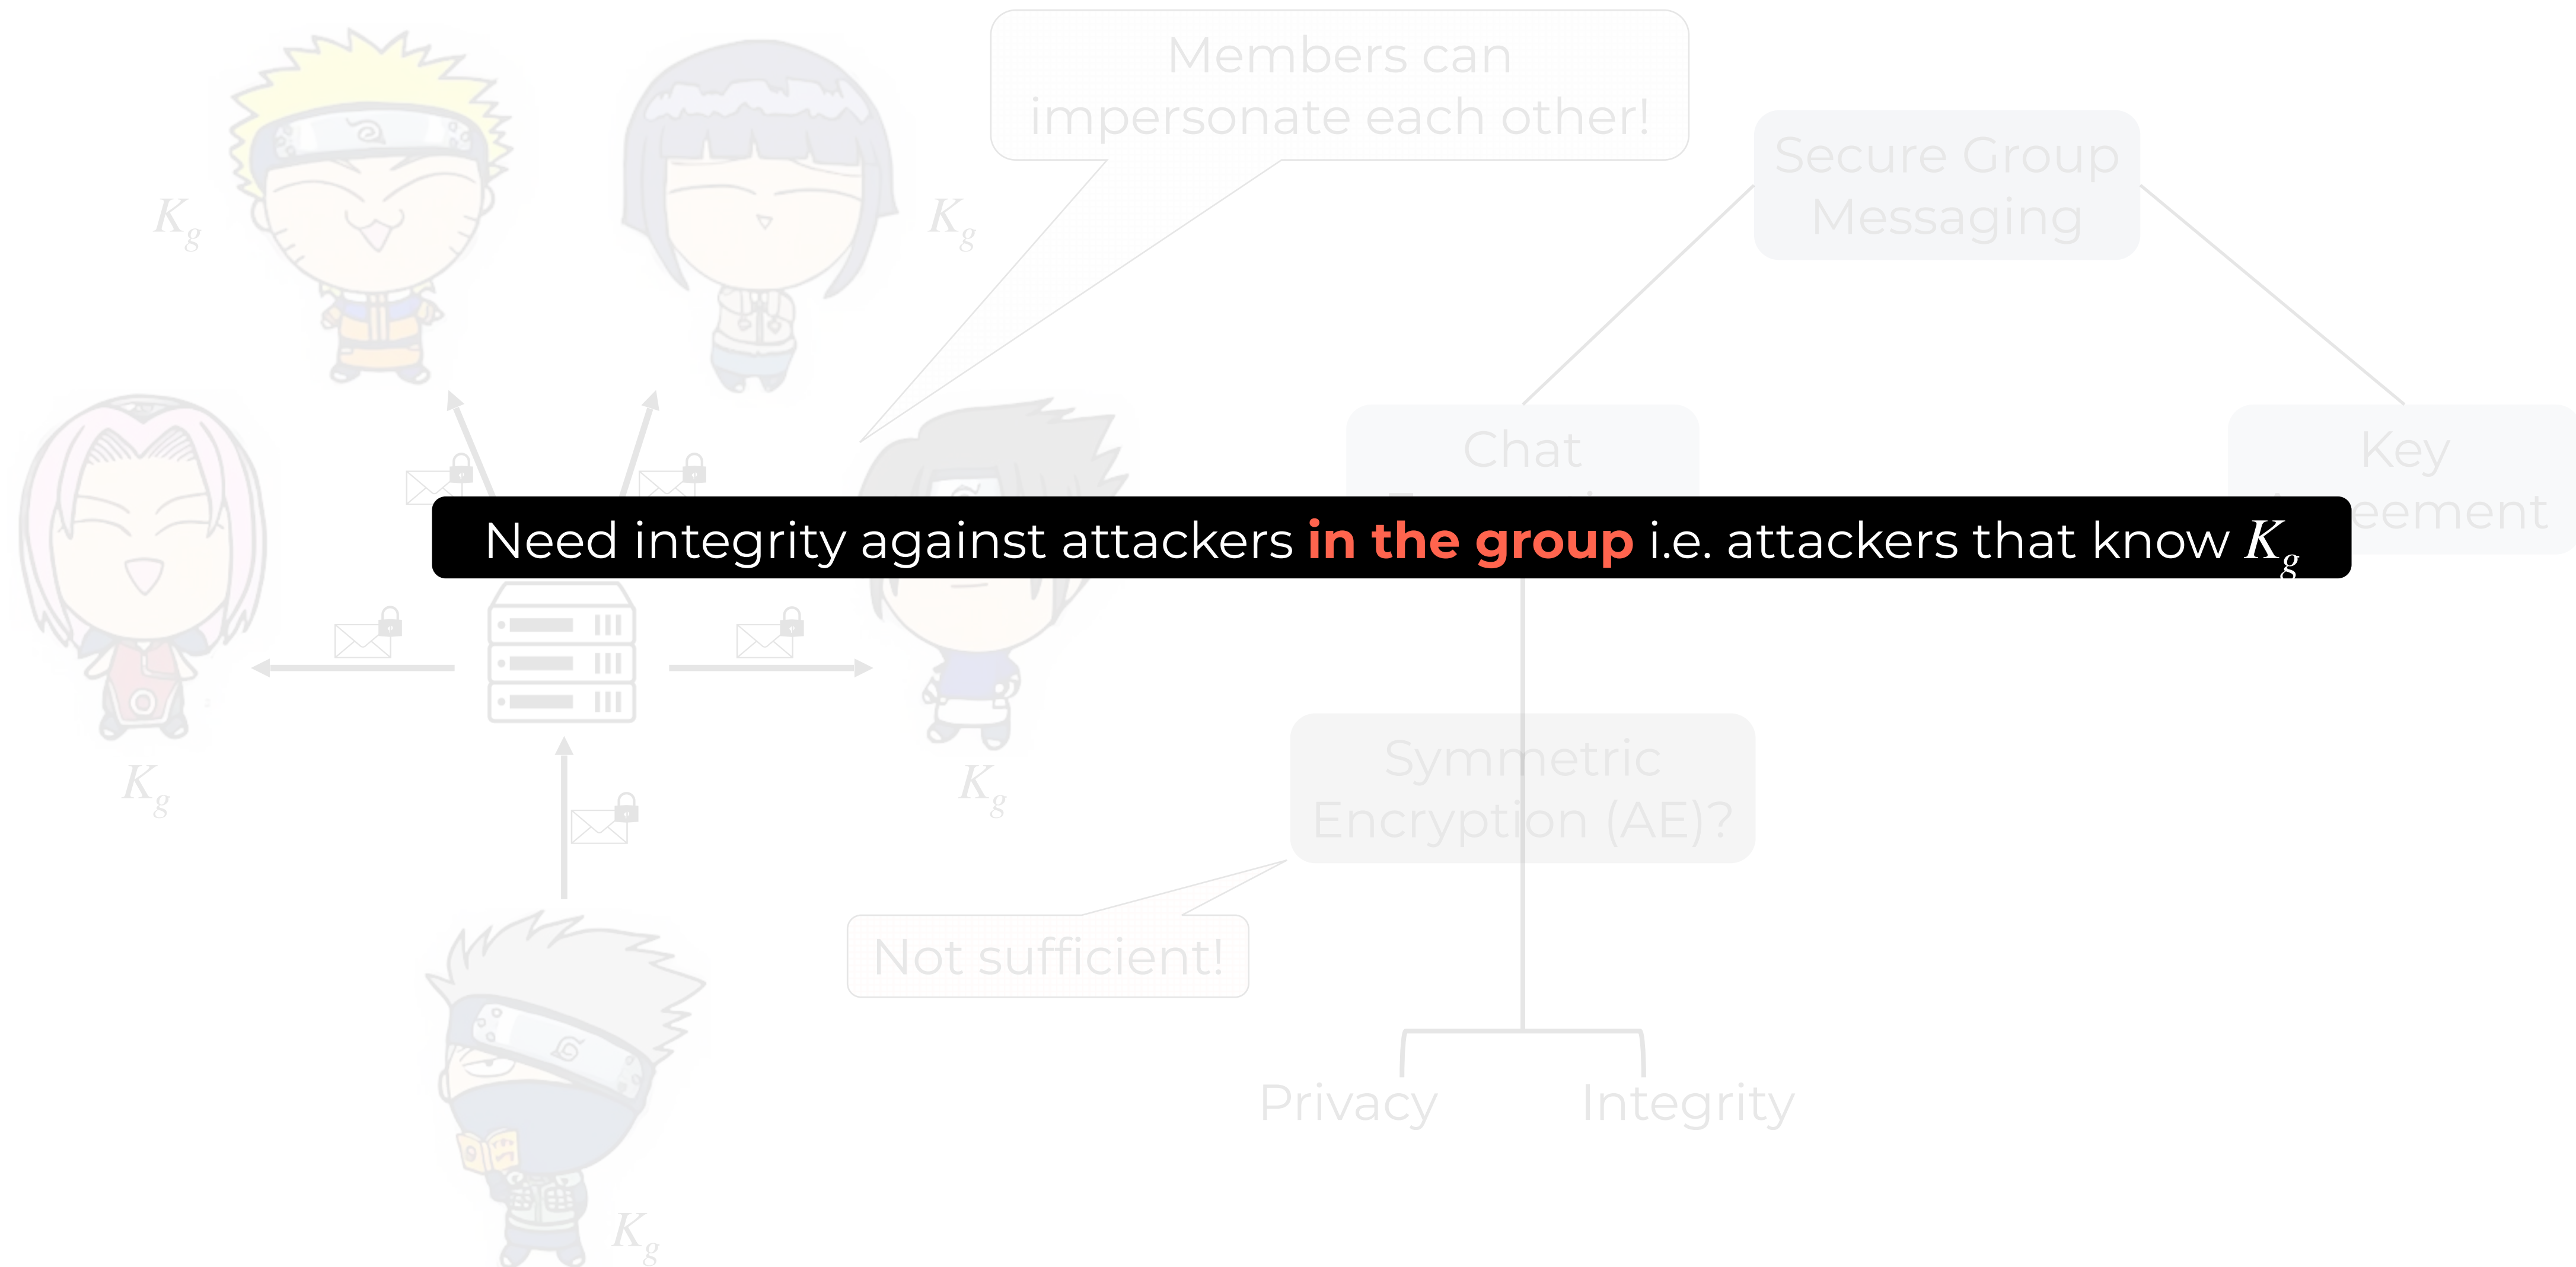 Members can
impersonate each other!
Secure Group
Messaging
K_g
K_g
Chat
Key
eement
Need integrity against attackers in the group i.e. attackers that know K_g
K_g
K_g
Symmetric
Encryption (AE)?
Not sufficient!
Privacy
Integrity
K_g